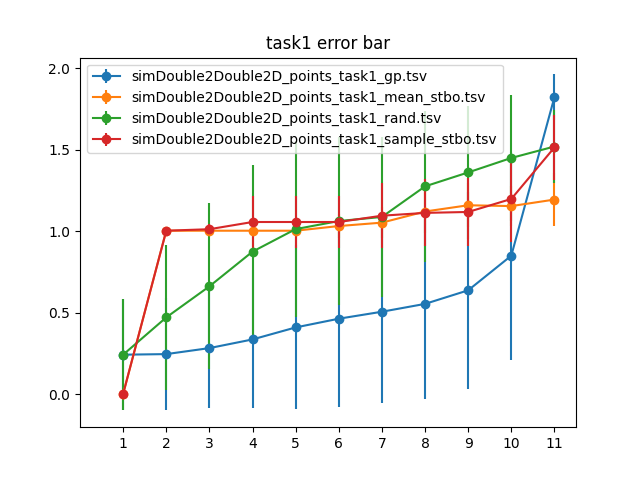 task1 error bar
simDouble2Double2D_points_task1_gp.tsv
simDouble2Double2D_points_task1_mean_stbo.tsv
simDouble2Double2D_points_task1_rand.tsv
simDouble2Double2D_points_task1_sample_stbo.tsv
2.0
1.5
1.0
0.5
0.0
1 2 3 4 5 6 7 8 9 10 11